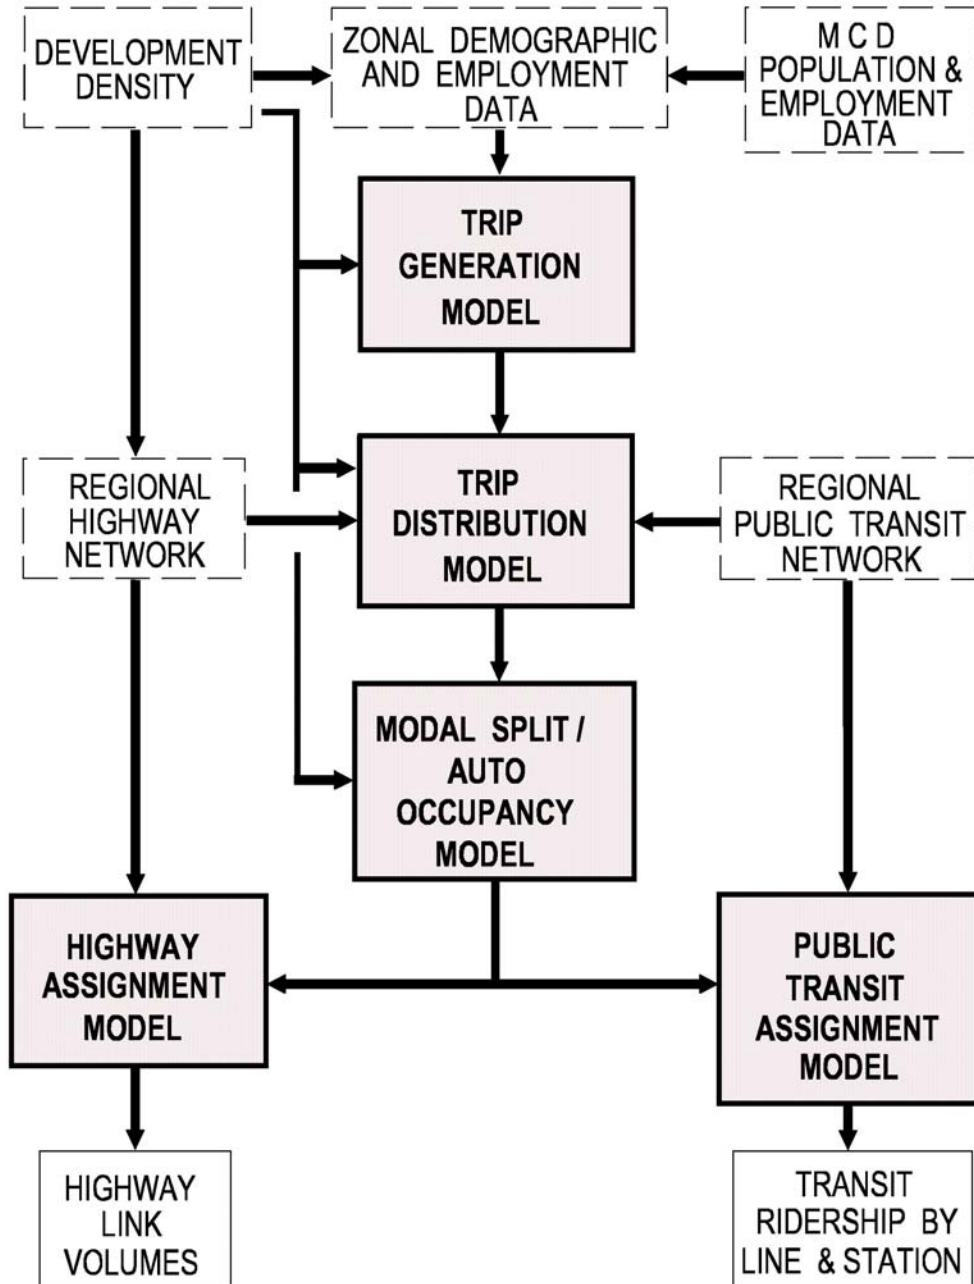 DEVELOPMENT
DENSITY
ZONAL DEMOGRAPHIC
AND EMPLOYMENT
DATA
M C D
POPULATION &
EMPLOYMENT
DATA
TRIP
GENERATION
MODEL
REGIONAL
HIGHWAY
NETWORK
TRIP
DISTRIBUTION
MODEL
REGIONAL
PUBLIC TRANSIT
NETWORK
MODAL SPLIT /
AUTO
OCCUPANCY
MODEL
HIGHWAY
ASSIGNMENT
MODEL
PUBLIC
TRANSIT
ASSIGNMENT
MODEL
HIGHWAY
LINK
VOLUMES
TRANSIT
RIDERSHIP BY
LINE & STATION